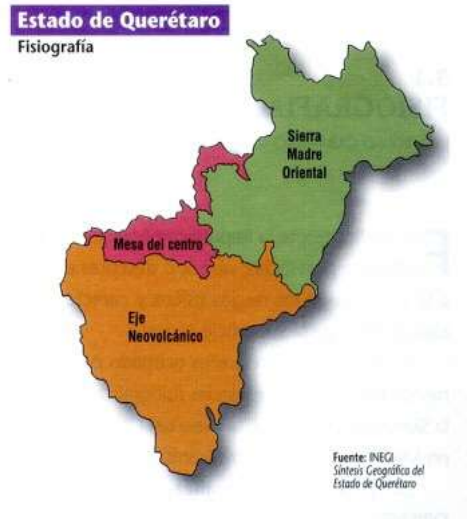 Estado de Querétaro
Fisiografía
Sierra
Madre
Oriental
Mesa del centro
Eje
Neovolcánico
Fuente: INEGI
Síntesis Geográfica del
Estado de Querétaro